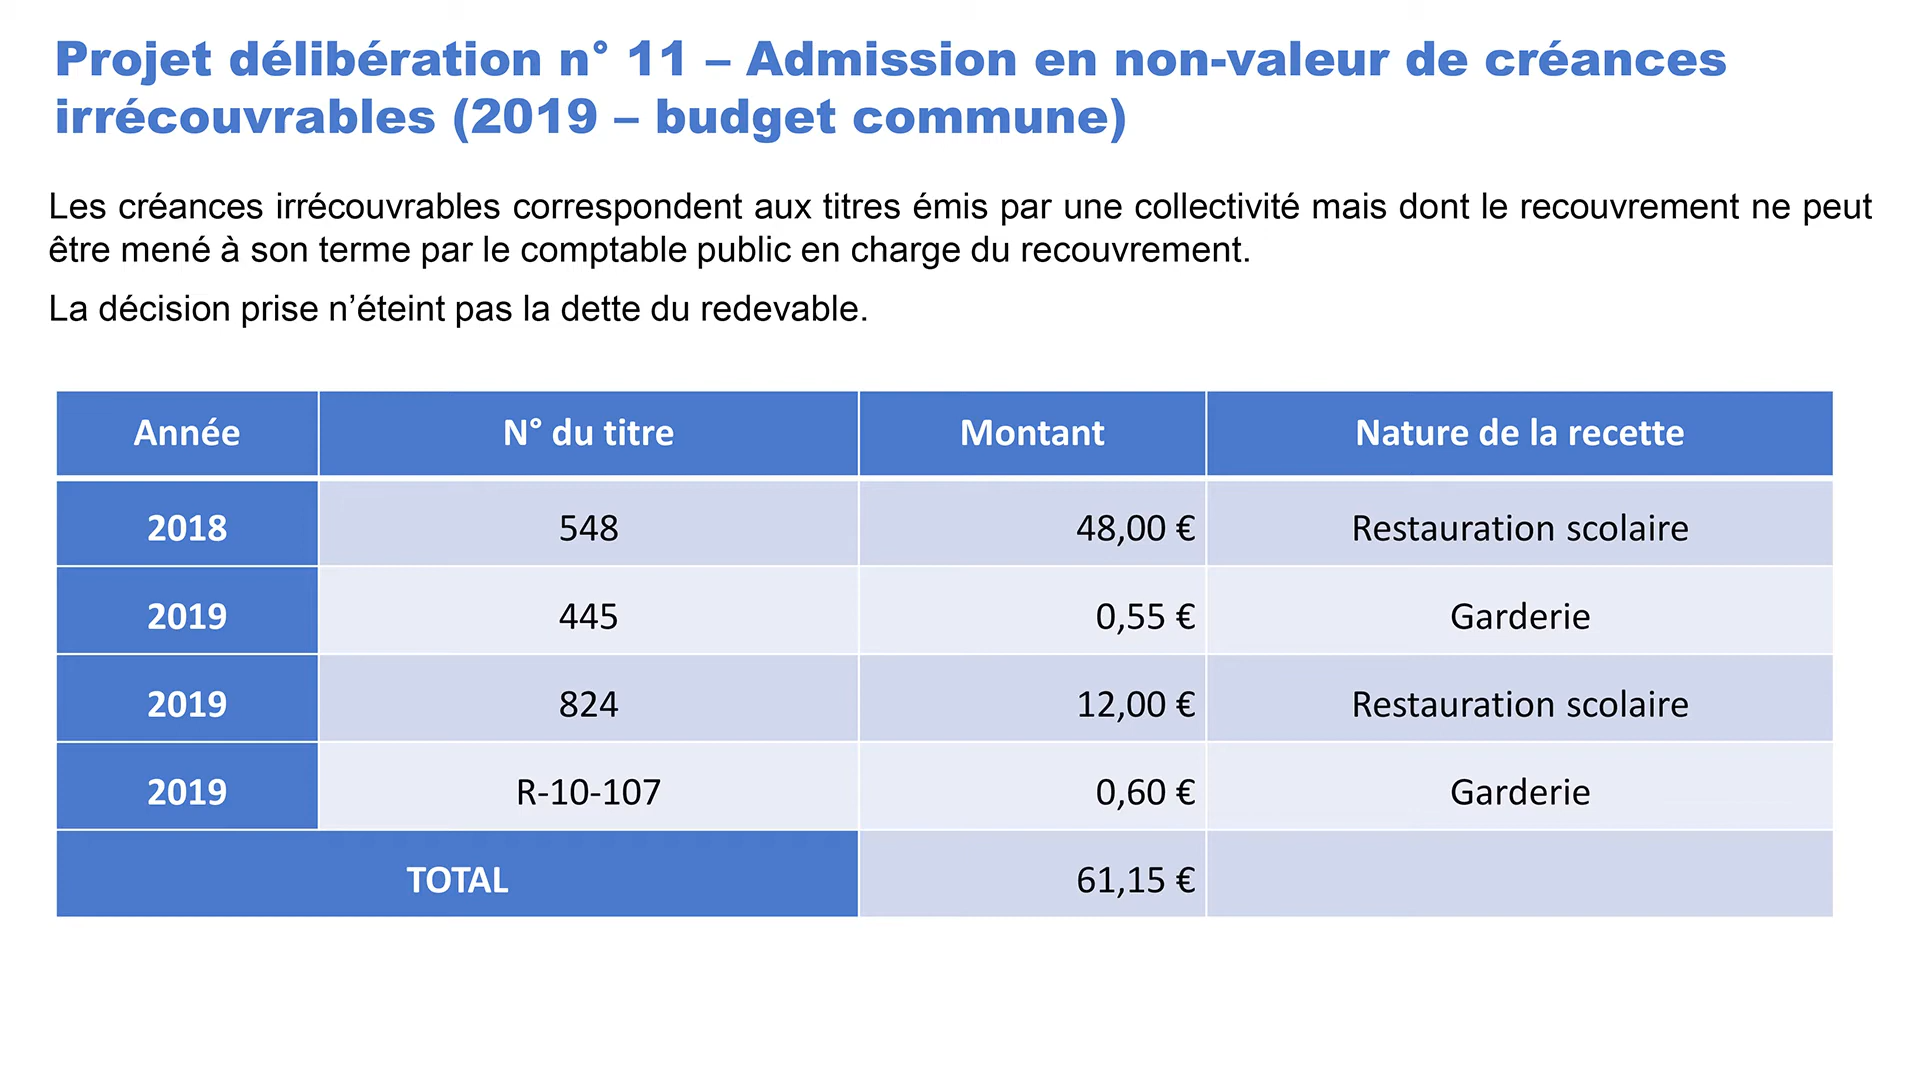 Projet délibération n° 11 – Admission en non-valeur de créances
irrécouvrables (2019 – budget commune)
Les créances irrécouvrables correspondent aux titres émis par une collectivité mais dont le recouvrement ne peut
être mené à son terme par le comptable public en charge du recouvrement.
La décision prise n’éteint pas la dette du redevable.
Année N° du titre Montant Nature de la recette
2018 548 48,00 € Restauration scolaire
2019 445 0,55 € Garderie
2019 824 12,00 € Restauration scolaire
2019 R-10-107 0,60 € Garderie
TOTAL 61,15 €